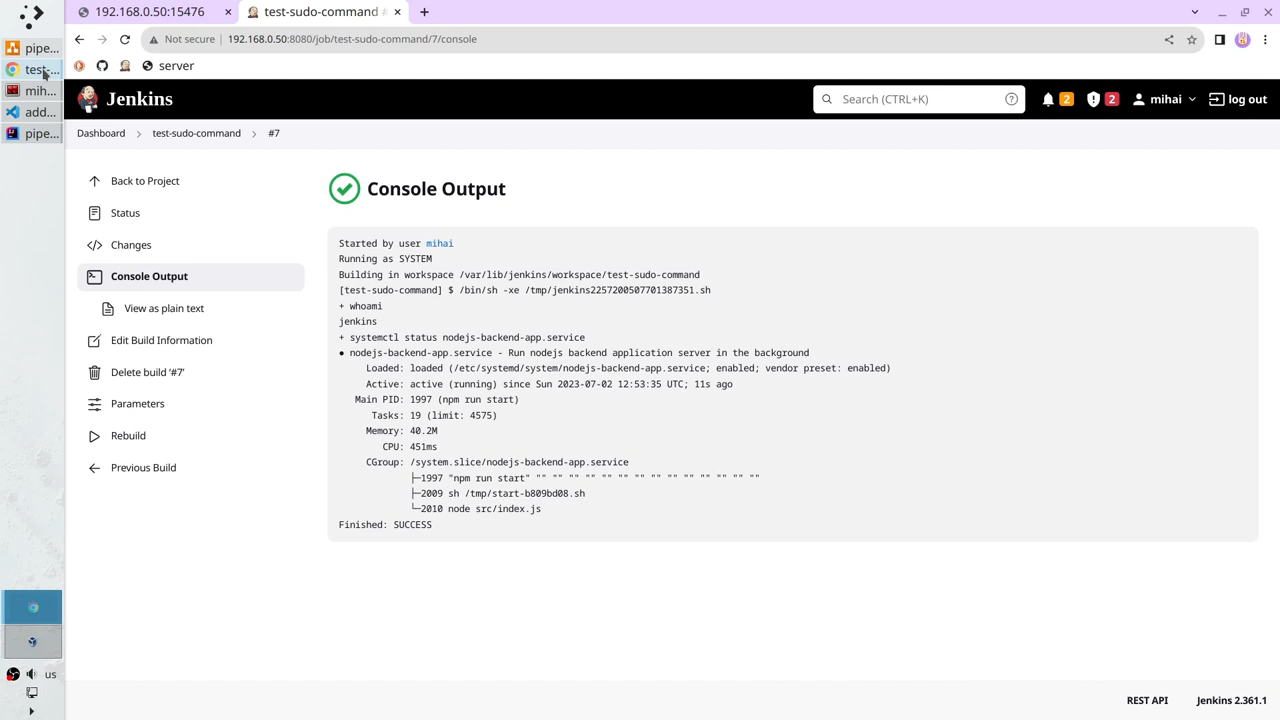 192.168.0.50:15476
test-sudo-command #
pipe...
test-...
mih...
add...
pipe...
Not secure
192.168.0.50:8080/job/test-sudo-command/7/console
server
Jenkins
Search (CTRL+K)
2
2
mihai
log out
Dashboard
test-sudo-command
#7
Back to Project
Status
Changes
Console Output
View as plain text
Edit Build Information
Delete build ‘#7’
Parameters
Rebuild
Previous Build
Console Output
Started by user mihai
Running as SYSTEM
Building in workspace /var/lib/jenkins/workspace/test-sudo-command
[test-sudo-command] $ /bin/sh -xe /tmp/jenkins2257200507701387351.sh
+ whoami
jenkins
+ systemctl status nodejs-backend-app.service
● nodejs-backend-app.service - Run nodejs backend application server in the background
Loaded: loaded (/etc/systemd/system/nodejs-backend-app.service; enabled; vendor preset: enabled)
Active: active (running) since Sun 2023-07-02 12:53:35 UTC; 11s ago
Main PID: 1997 (npm run start)
Tasks: 19 (limit: 4575)
Memory: 40.2M
CPU: 451ms
CGroup: /system.slice/nodejs-backend-app.service
├─1997 "npm run start" "" "" "" "" "" "" "" "" "" "" "" "" "" ""
├─2009 sh /tmp/start-b809bd08.sh
└─2010 node src/index.js
Finished: SUCCESS
us
REST API
Jenkins 2.361.1